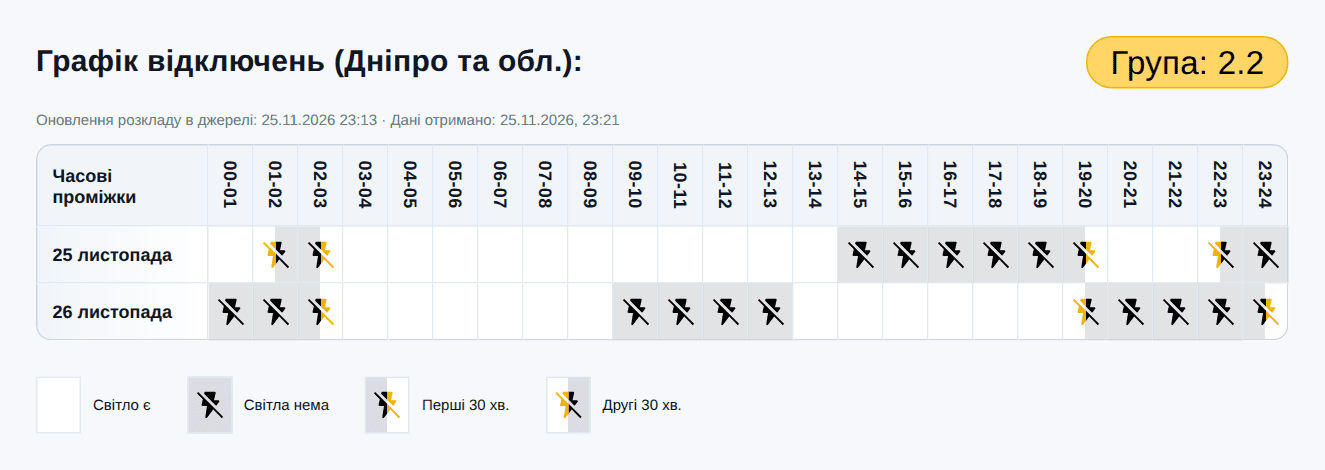 Графік відключень (Дніпро та обл.):
Група: 2.2
Оновлення розкладу в джерелі: 25.11.2026 23:13 · Дані отримано: 25.11.2026, 23:21
Часові
проміжки
00-01
01-02
02-03
03-04
04-05
05-06
06-07
07-08
08-09
09-10
10-11
11-12
12-13
13-14
14-15
15-16
16-17
17-18
18-19
19-20
20-21
21-22
22-23
23-24
25 листопада
26 листопада
Світло є
Світла нема
Перші 30 хв.
Другі 30 хв.